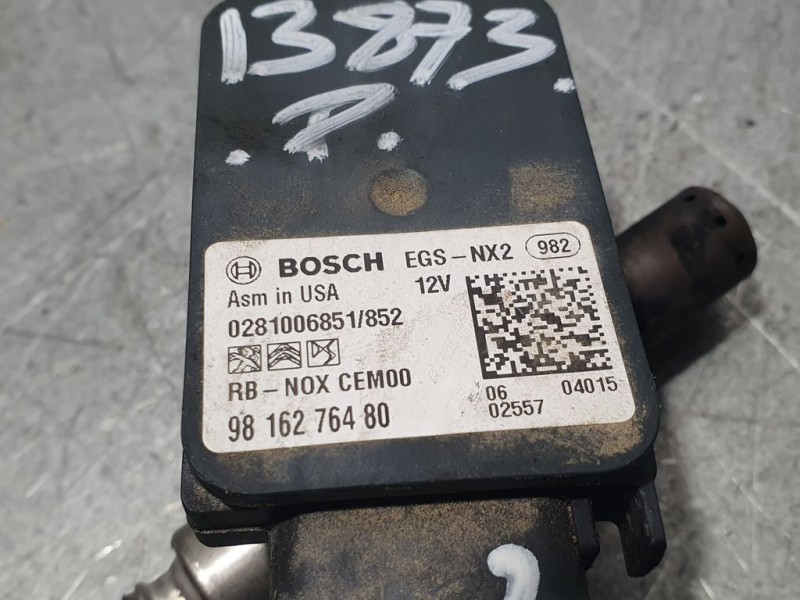 13873
.P.
BOSCH EGS-NX2 982
Asm in USA 12V
0281006851/852
RB-NOX CEM00
98 162 764 80
06 04015
02557